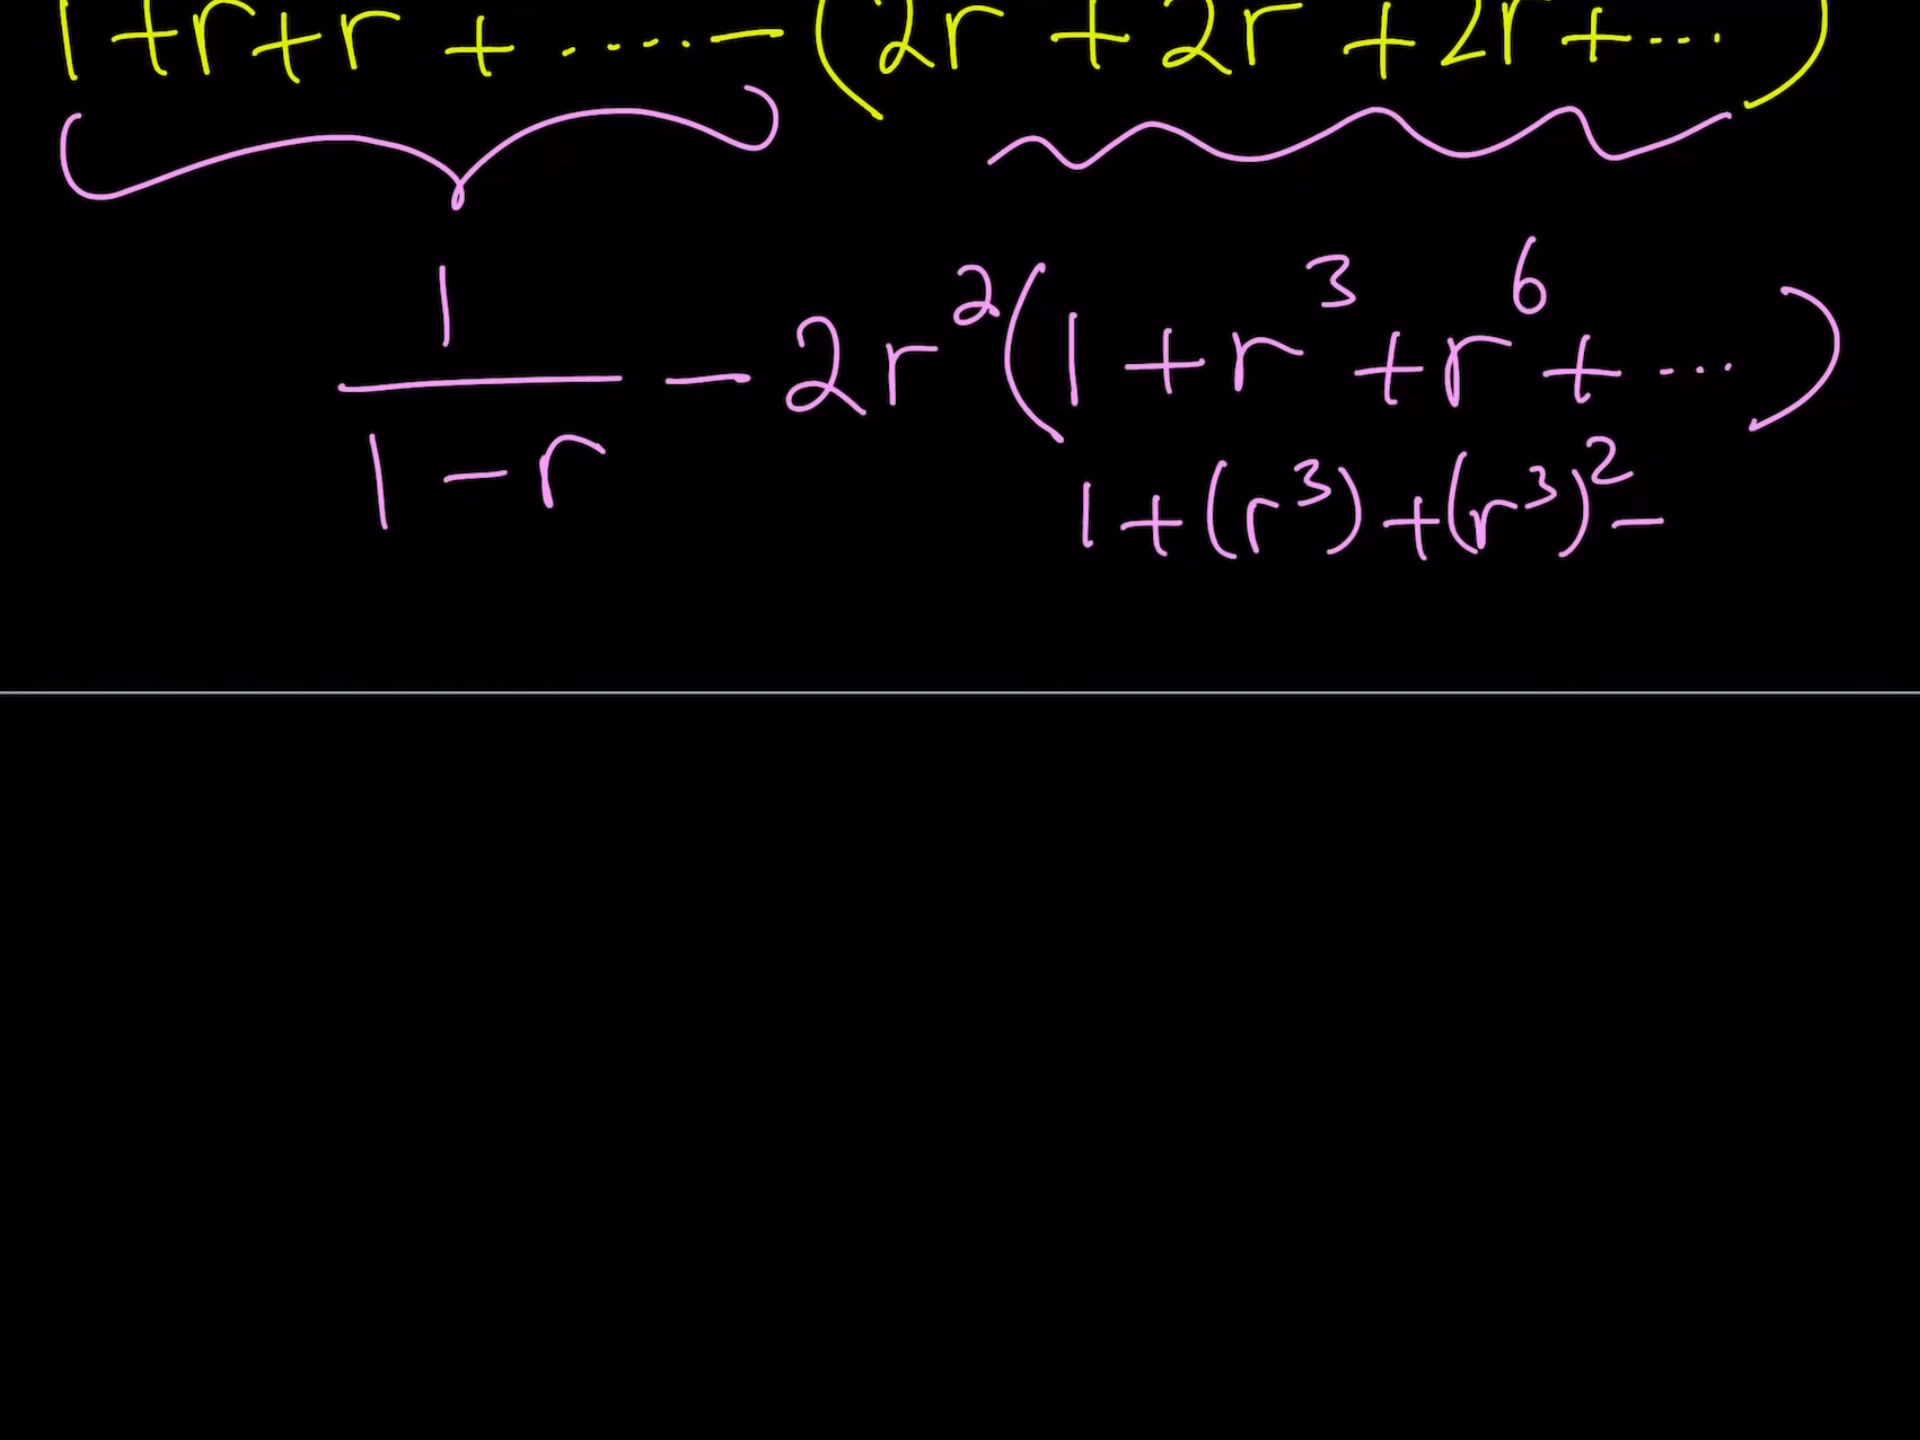 1 + r + r + ..... - (2r + 2r + 2r + ...)
1/(1 - r) - 2r² (1 + r³ + r⁶ + ...)
1 + (r³) + (r³)² -